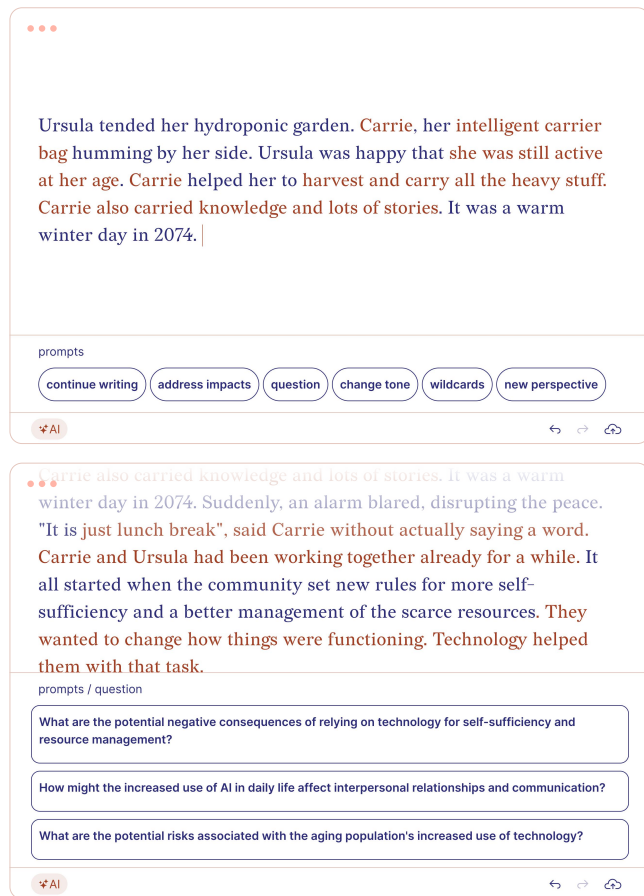 Ursula tended her hydroponic garden. Carrie, her intelligent carrier
bag humming by her side. Ursula was happy that she was still active
at her age. Carrie helped her to harvest and carry all the heavy stuff.
Carrie also carried knowledge and lots of stories. It was a warm
winter day in 2074.
prompts
continue writing address impacts question change tone wildcards new perspective
AI
Carrie also carried knowledge and lots of stories. It was a warm
winter day in 2074. Suddenly, an alarm blared, disrupting the peace.
"It is just lunch break", said Carrie without actually saying a word.
Carrie and Ursula had been working together already for a while. It
all started when the community set new rules for more self-
sufficiency and a better management of the scarce resources. They
wanted to change how things were functioning. Technology helped
them with that task.
prompts / question
What are the potential negative consequences of relying on technology for self-sufficiency and
resource management?
How might the increased use of AI in daily life affect interpersonal relationships and communication?
What are the potential risks associated with the aging population's increased use of technology?
AI